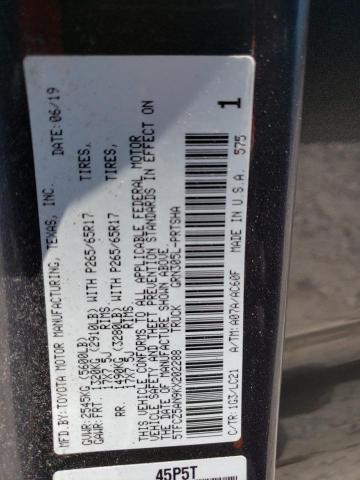 MFD. BY:TOYOTA MOTOR MANUFACTURING, TEXAS, INC. DATE: 06/19
GVWR:2545KG (5600LB)
GAWR:FRT. 1320KG (2910LB) WITH P265/65R17 TIRES,
17X7.5J RIMS
RR. 1490KG (3280LB) WITH P265/65R17 TIRES,
17X7.5J RIMS
THIS VEHICLE CONFORMS TO ALL APPLICABLE FEDERAL MOTOR
VEHICLE SAFETY AND THEFT PREVENTION STANDARDS IN EFFECT ON
THE DATE OF MANUFACTURE SHOWN ABOVE.
5TFCZ5AN9KX202288 TRUCK GRN305L-PRTSHA
1
C/TR:1G3/LC21 A/TM:A07A/AC60F MADE IN U.S.A. 575
45P5T